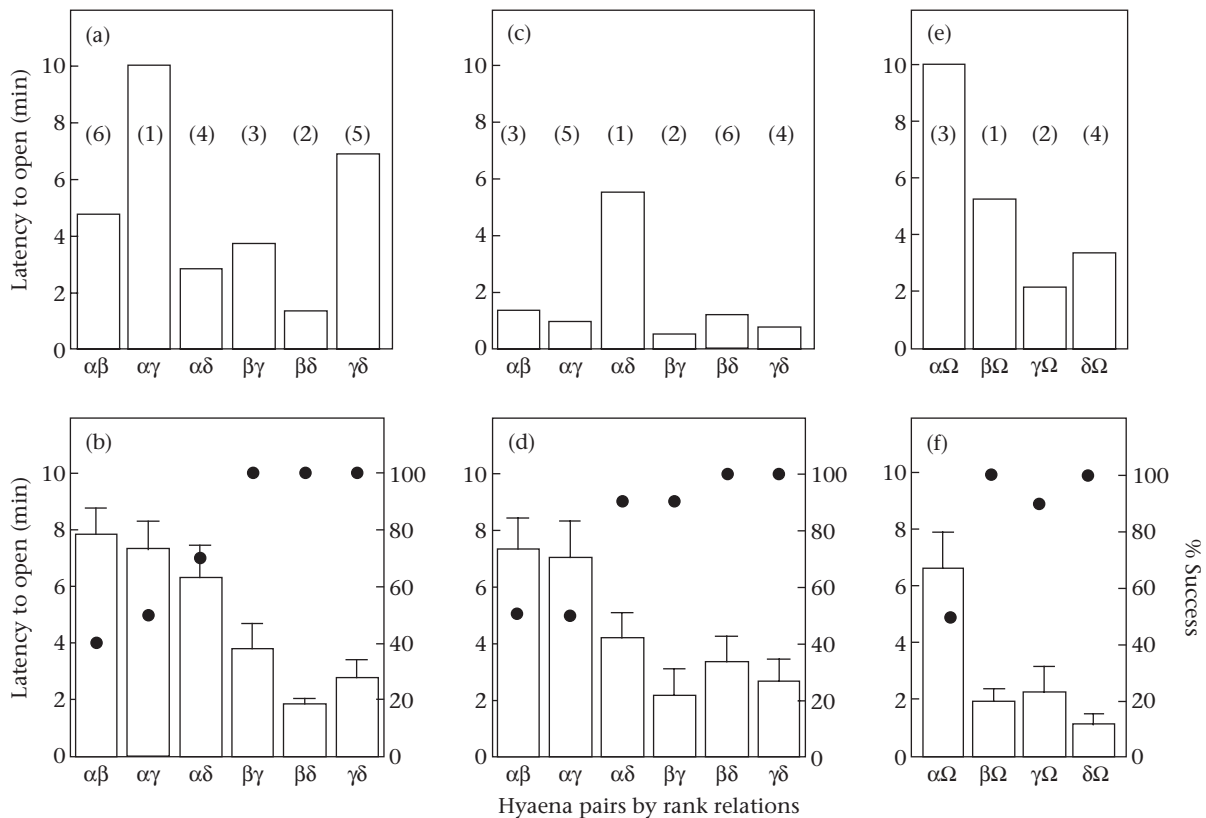 (a)
Latency to open (min)
10
8
6
4
2
0
(6) (1) (4) (3) (2) (5)
αβ αγ αδ βγ βδ γδ
(c)
10
8
6
4
2
0
(3) (5) (1) (2) (6) (4)
αβ αγ αδ βγ βδ γδ
(e)
10
8
6
4
2
0
(3) (1) (2) (4)
αΩ βΩ γΩ δΩ
(b)
Latency to open (min)
10
8
6
4
2
0
100
80
60
40
20
0
αβ αγ αδ βγ βδ γδ
(d)
10
8
6
4
2
0
100
80
60
40
20
0
αβ αγ αδ βγ βδ γδ
(f)
10
8
6
4
2
0
100
80
60
40
20
0
% Success
αΩ βΩ γΩ δΩ
Hyaena pairs by rank relations